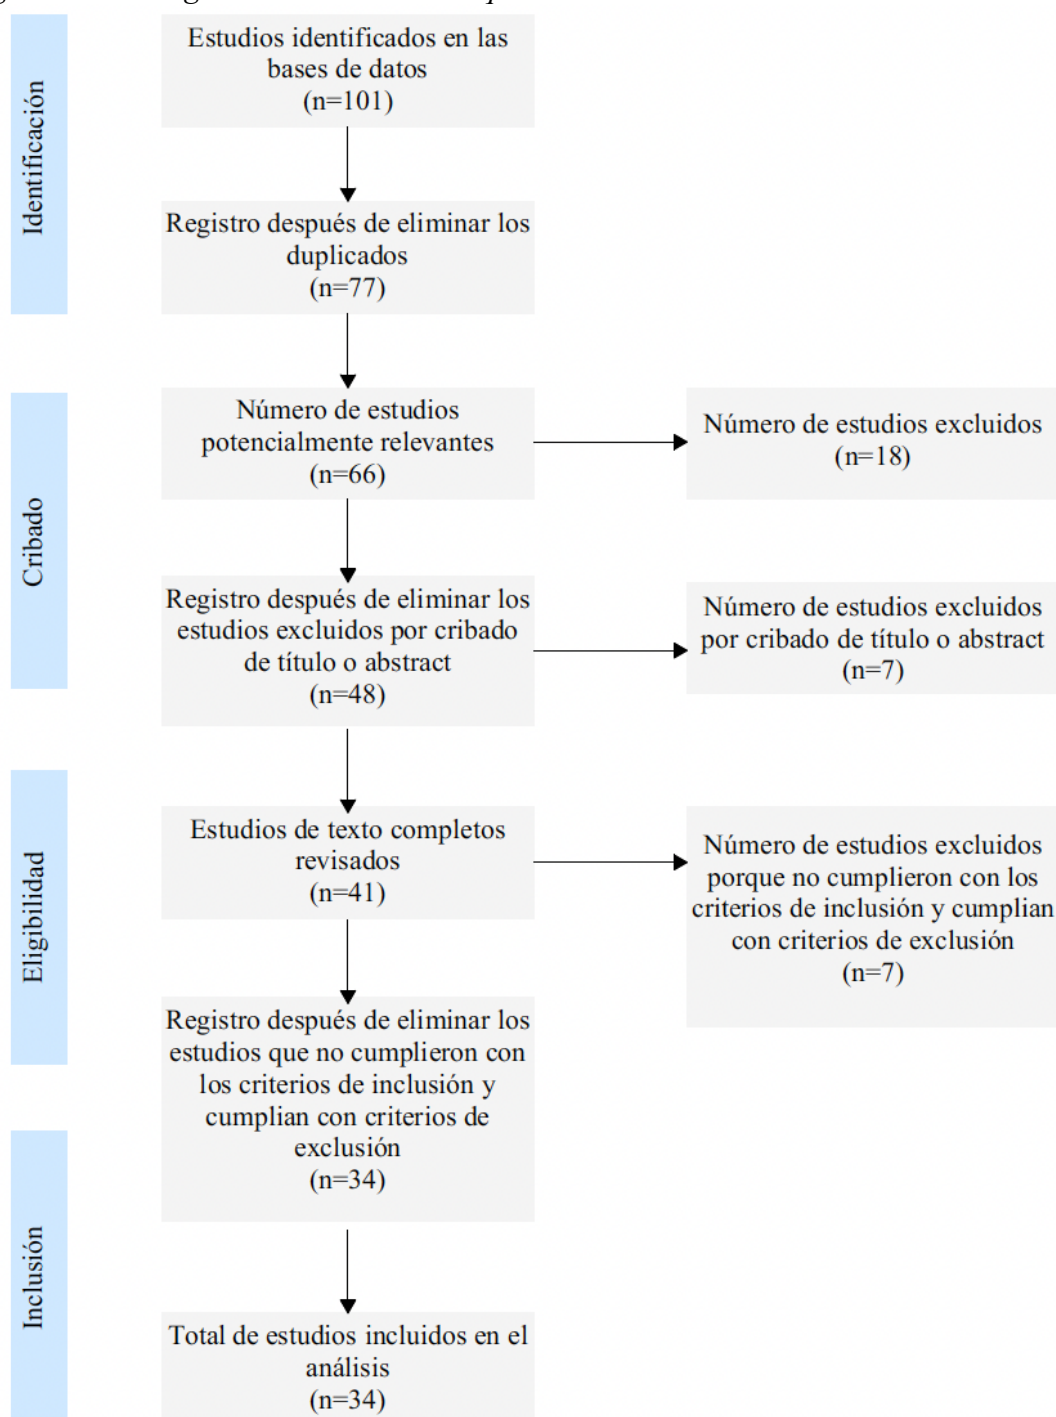 Identificación
Estudios identificados en las
bases de datos
(n=101)
Registro después de eliminar los
duplicados
(n=77)
Cribado
Número de estudios
potencialmente relevantes
(n=66)
Número de estudios excluidos
(n=18)
Registro después de eliminar los
estudios excluidos por cribado
de título o abstract
(n=48)
Número de estudios excluidos
por cribado de título o abstract
(n=7)
Eligibilidad
Estudios de texto completos
revisados
(n=41)
Número de estudios excluidos
porque no cumplieron con los
criterios de inclusión y cumplian
con criterios de exclusión
(n=7)
Registro después de eliminar los
estudios que no cumplieron con
los criterios de inclusión y
cumplian con criterios de
exclusión
(n=34)
Inclusión
Total de estudios incluidos en el
análisis
(n=34)